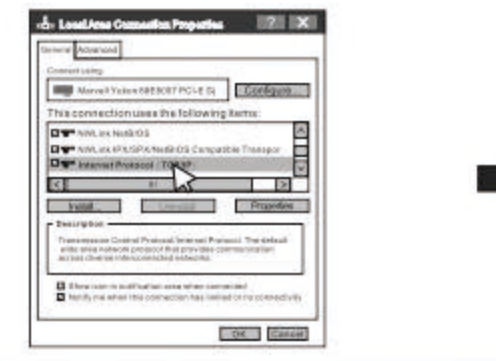 Local Area Connection Properties
General Advanced
Connect using:
Marvell Yukon 88E8057 PCI-E Gi Configure...
This connection uses the following items:
NWLink NetBIOS
NWLink IPX/SPX/NetBIOS Compatible Transpor
Internet Protocol (TCP/IP)
Install... Uninstall Properties
Description
Transmission Control Protocol/Internet Protocol. The default
wide area network protocol that provides communication
across diverse interconnected networks.
Show icon in notification area when connected
Notify me when this connection has limited or no connectivity
OK Cancel